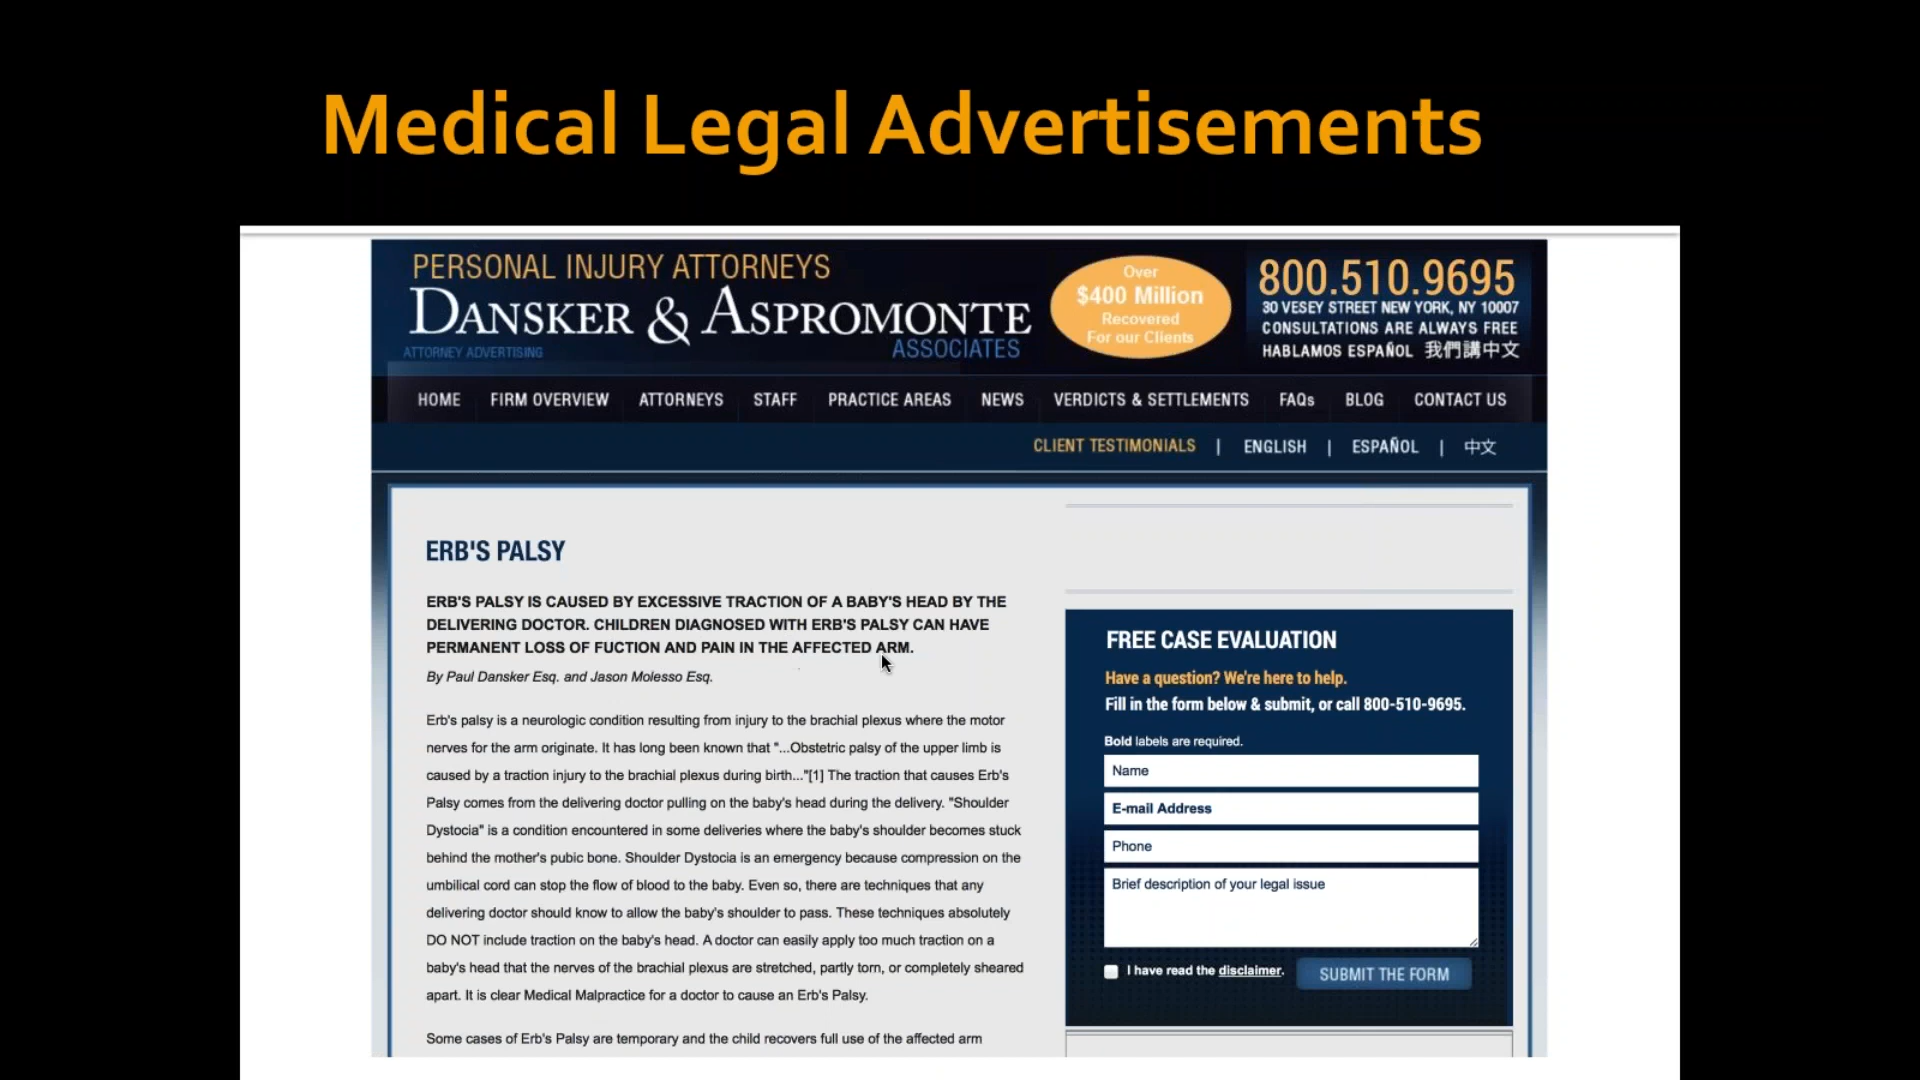 Medical Legal Advertisements
PERSONAL INJURY ATTORNEYS
DANSKER & ASPROMONTE
ASSOCIATES
ATTORNEY ADVERTISING
Over
$400 Million
Recovered
For our Clients
800.510.9695
30 VESEY STREET NEW YORK, NY 10007
CONSULTATIONS ARE ALWAYS FREE
HABLAMOS ESPAÑOL 我們講中文
HOME FIRM OVERVIEW ATTORNEYS STAFF PRACTICE AREAS NEWS VERDICTS & SETTLEMENTS FAQs BLOG CONTACT US
CLIENT TESTIMONIALS | ENGLISH | ESPAÑOL | 中文
ERB'S PALSY
ERB'S PALSY IS CAUSED BY EXCESSIVE TRACTION OF A BABY'S HEAD BY THE
DELIVERING DOCTOR. CHILDREN DIAGNOSED WITH ERB'S PALSY CAN HAVE
PERMANENT LOSS OF FUCTION AND PAIN IN THE AFFECTED ARM.
By Paul Dansker Esq. and Jason Molesso Esq.
Erb's palsy is a neurologic condition resulting from injury to the brachial plexus where the motor
nerves for the arm originate. It has long been known that "...Obstetric palsy of the upper limb is
caused by a traction injury to the brachial plexus during birth..."[1] The traction that causes Erb's
Palsy comes from the delivering doctor pulling on the baby's head during the delivery. "Shoulder
Dystocia" is a condition encountered in some deliveries where the baby's shoulder becomes stuck
behind the mother's pubic bone. Shoulder Dystocia is an emergency because compression on the
umbilical cord can stop the flow of blood to the baby. Even so, there are techniques that any
delivering doctor should know to allow the baby's shoulder to pass. These techniques absolutely
DO NOT include traction on the baby's head. A doctor can easily apply too much traction on a
baby's head that the nerves of the brachial plexus are stretched, partly torn, or completely sheared
apart. It is clear Medical Malpractice for a doctor to cause an Erb's Palsy.
Some cases of Erb's Palsy are temporary and the child recovers full use of the affected arm
FREE CASE EVALUATION
Have a question? We're here to help.
Fill in the form below & submit, or call 800-510-9695.
Bold labels are required.
Name
E-mail Address
Phone
Brief description of your legal issue
I have read the disclaimer.
SUBMIT THE FORM